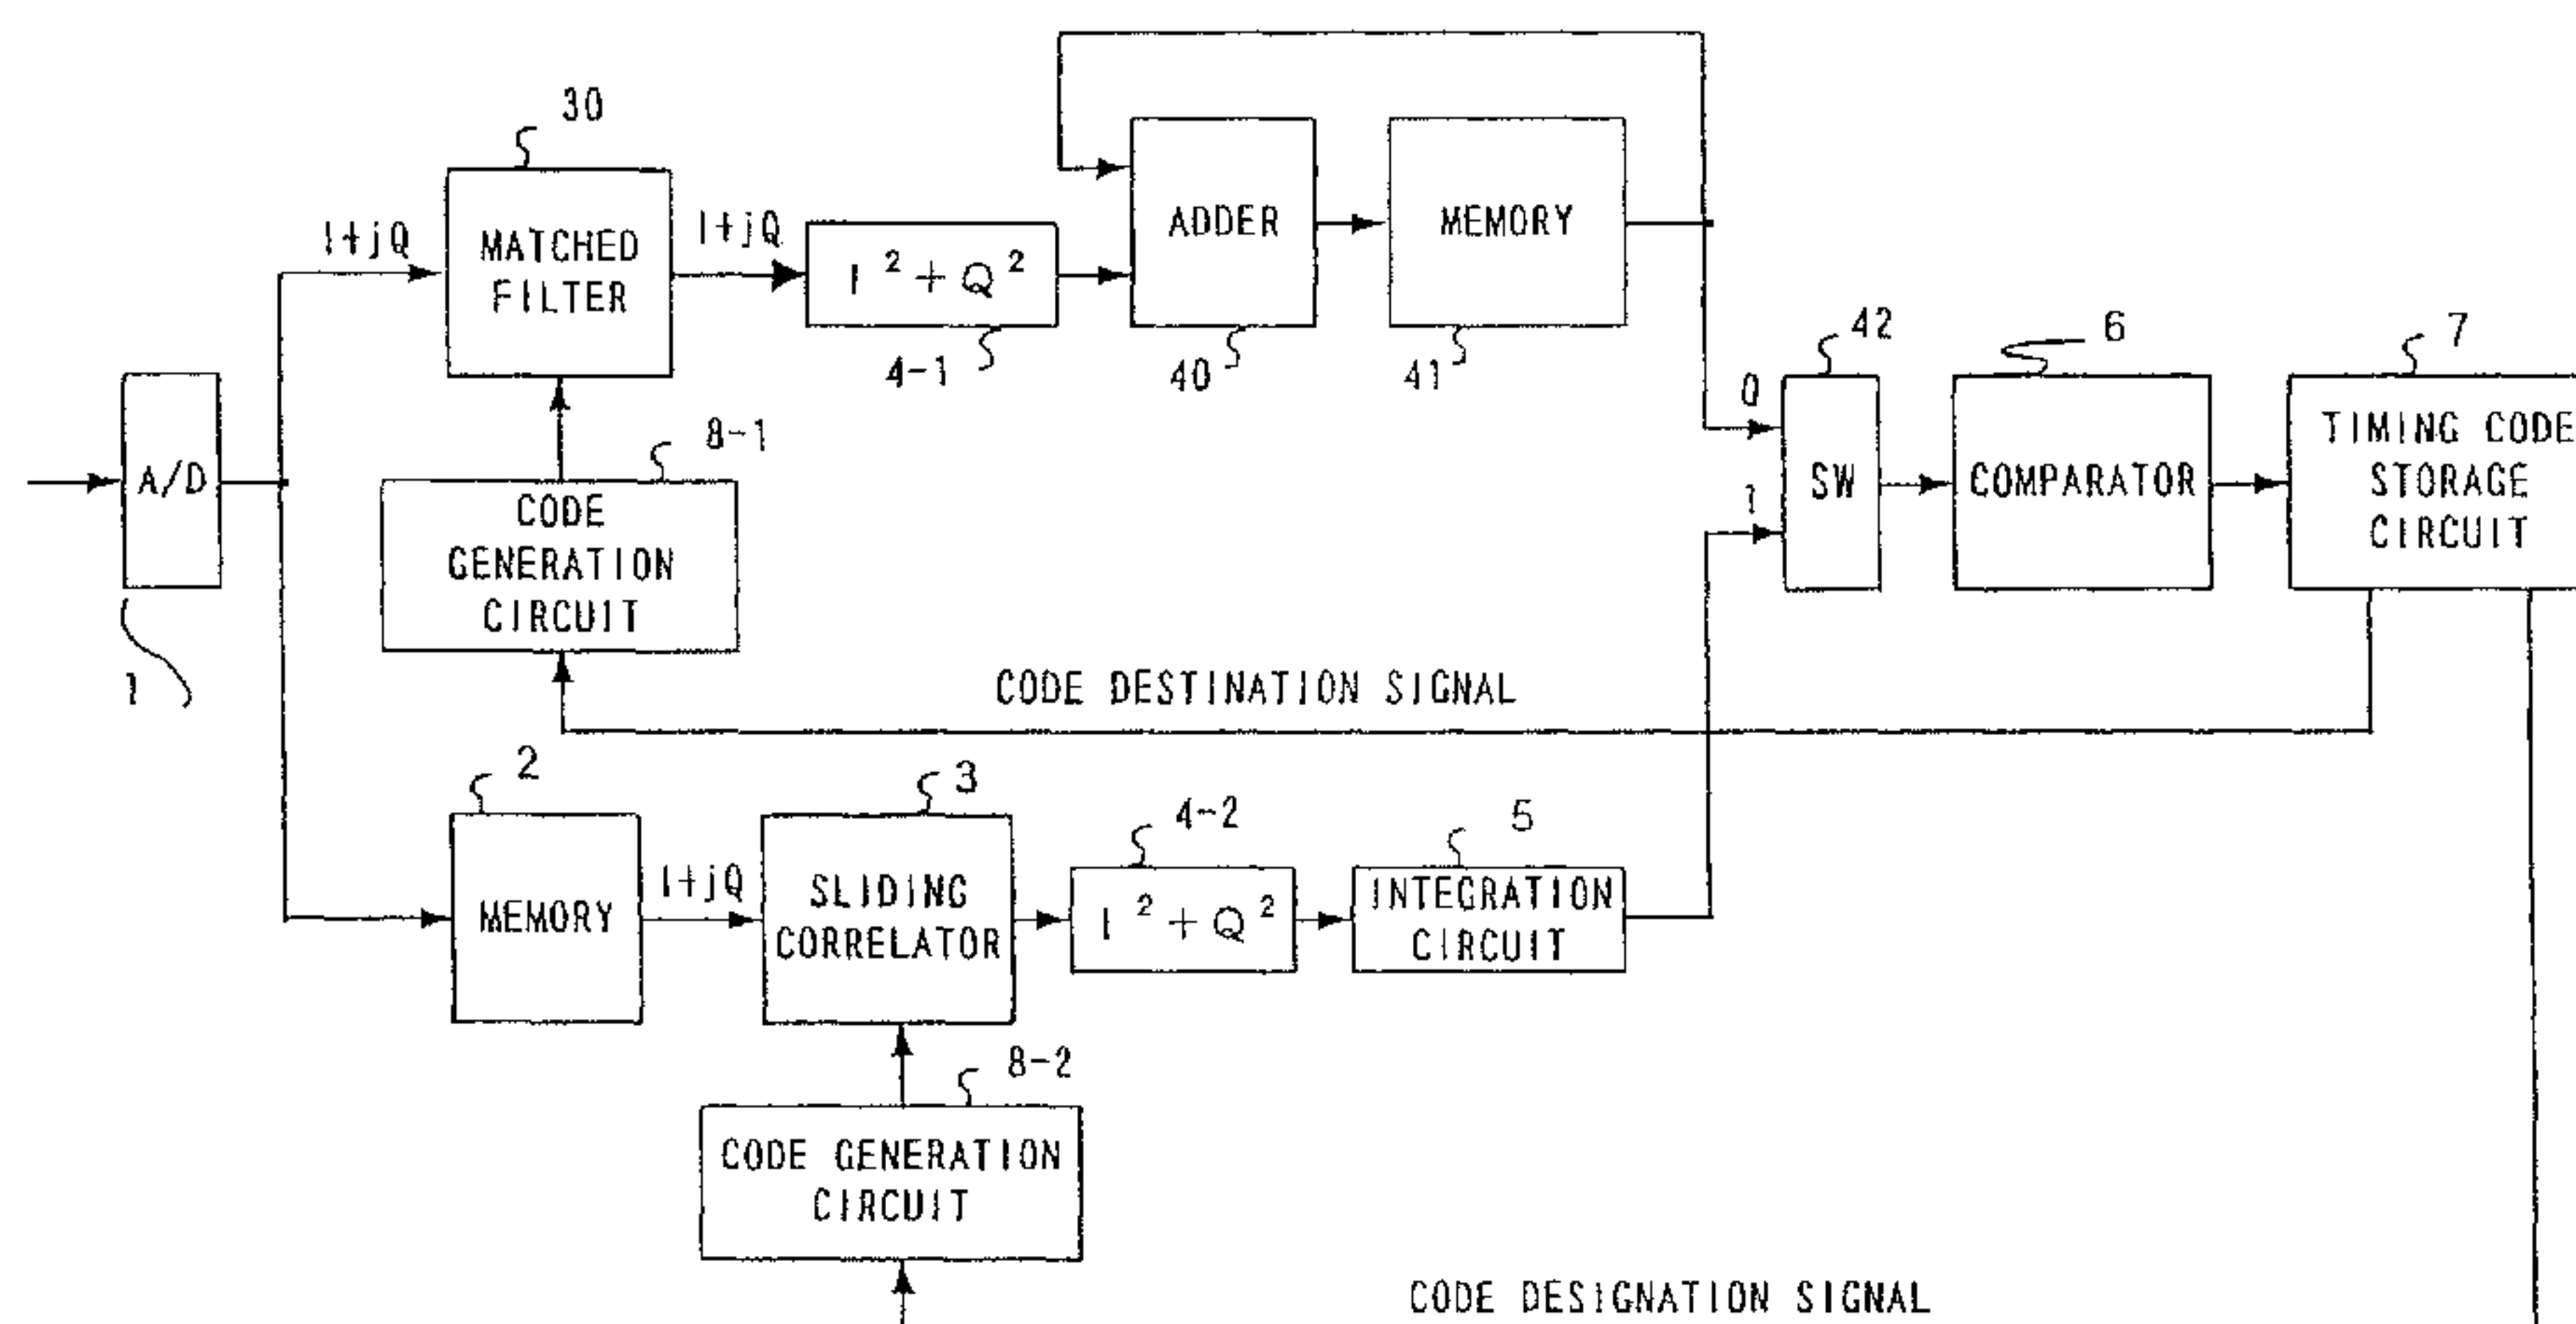 30
I+jQ
MATCHED
FILTER
I+jQ
I² + Q²
4-1
ADDER
40
MEMORY
41
A/D
1
8-1
CODE
GENERATION
CIRCUIT
0
1
42
SW
6
COMPARATOR
7
TIMING CODE
STORAGE
CIRCUIT
CODE DESTINATION SIGNAL
2
MEMORY
I+jQ
3
SLIDING
CORRELATOR
4-2
I² + Q²
5
INTEGRATION
CIRCUIT
8-2
CODE GENERATION
CIRCUIT
CODE DESIGNATION SIGNAL